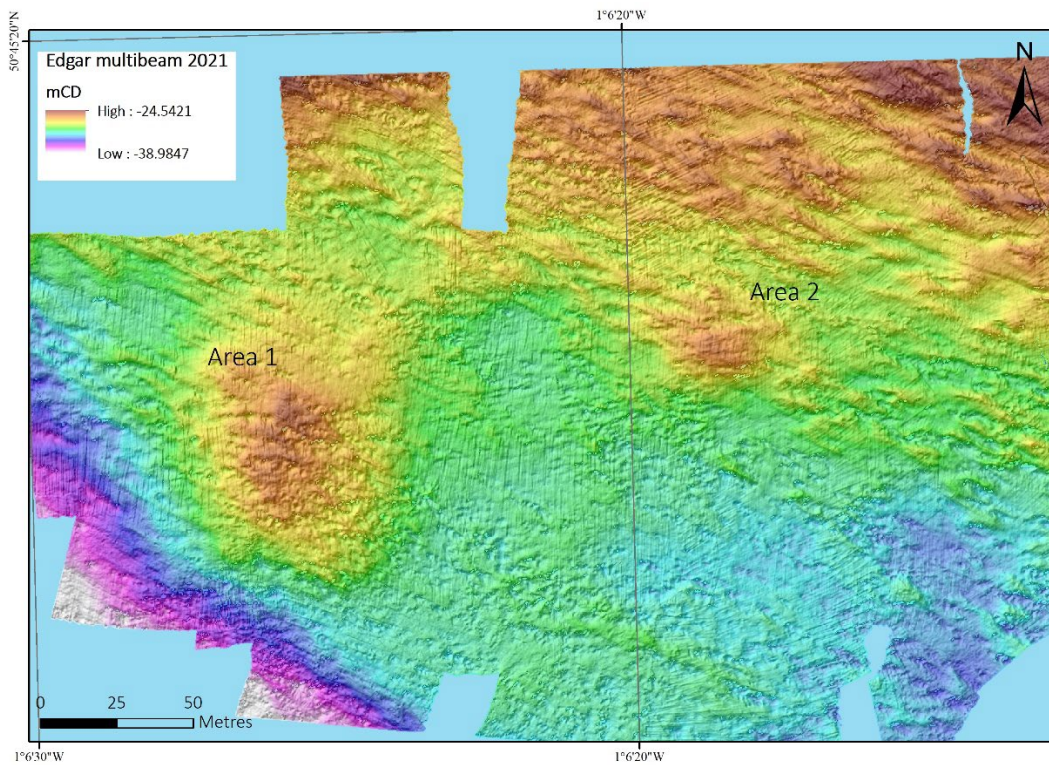 1°6'20"W
50°45'20"N
Edgar multibeam 2021
mCD
High : -24.5421
Low : -38.9847
N
Area 2
Area 1
0 25 50
Metres
1°6'30"W
1°6'20"W